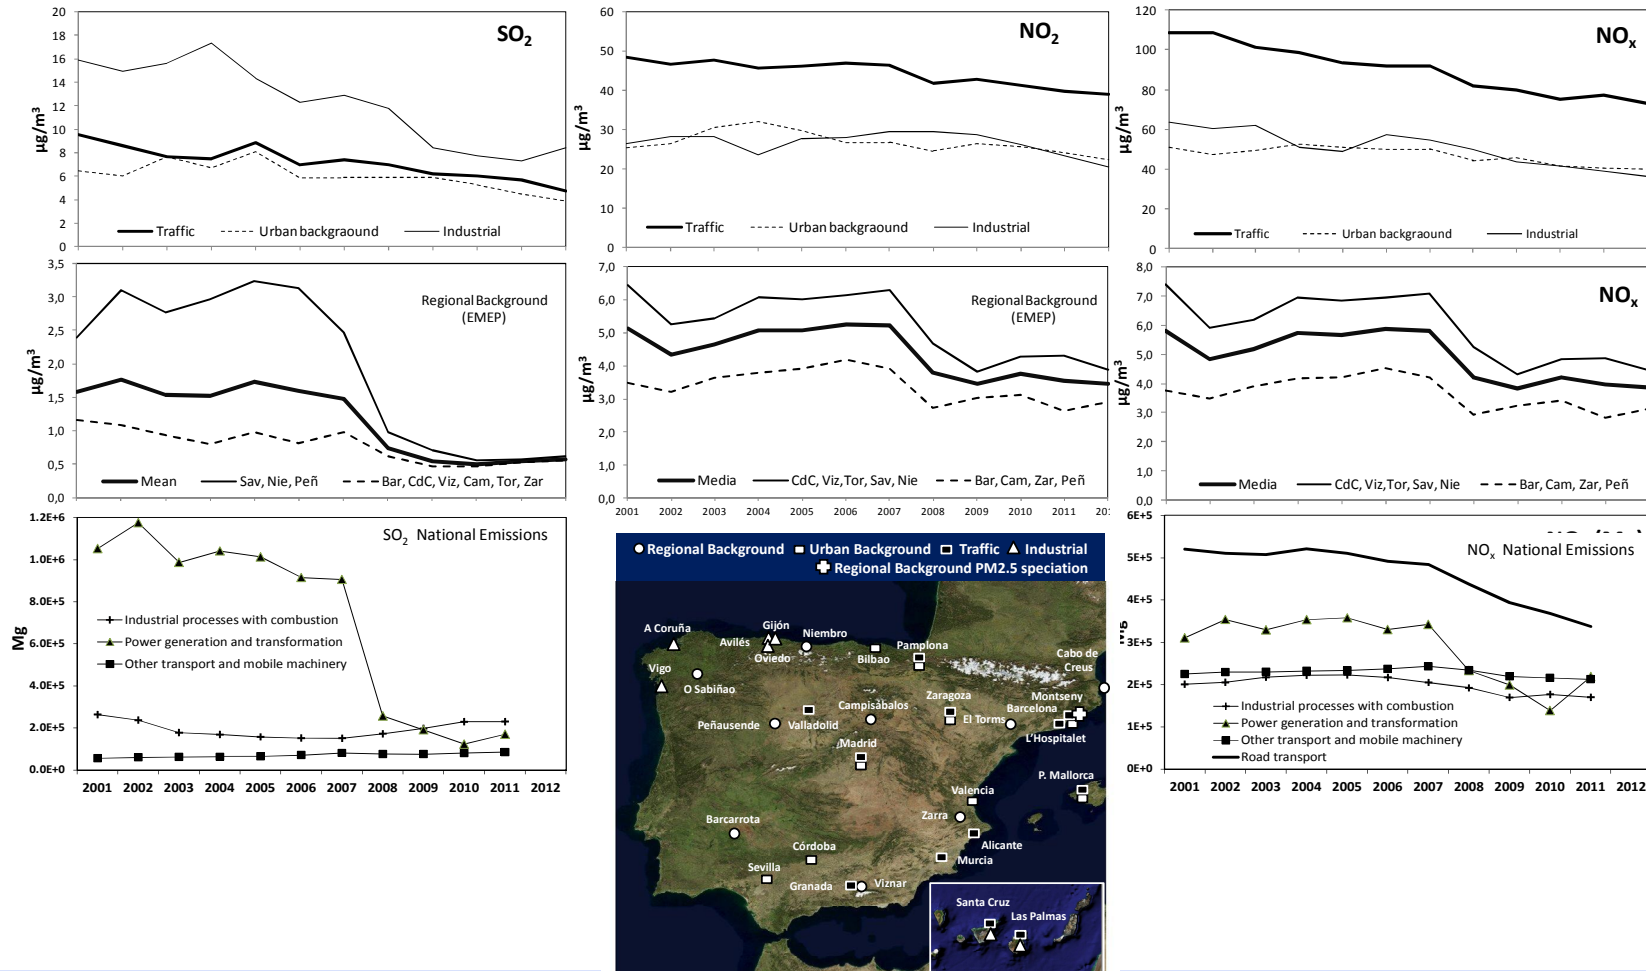 20
18
16
14
12
10
8
6
4
2
0
µg/m³
SO₂
Traffic
Urban backgraound
Industrial
60
50
40
30
20
10
0
µg/m³
NO₂
Traffic
Urban backgraound
Industrial
120
100
80
60
40
20
0
µg/m³
NOₓ
Traffic
Urban backgraound
Industrial
3,5
3,0
2,5
2,0
1,5
1,0
0,5
0,0
µg/m³
Regional Background
(EMEP)
Mean
Sav, Nie, Peñ
Bar, CdC, Viz, Cam, Tor, Zar
7,0
6,0
5,0
4,0
3,0
2,0
1,0
0,0
µg/m³
Regional Background
(EMEP)
Media
CdC, Viz,Tor, Sav, Nie
Bar, Cam, Zar, Peñ
2001 2002 2003 2004 2005 2006 2007 2008 2009 2010 2011
8,0
7,0
6,0
5,0
4,0
3,0
2,0
1,0
0,0
µg/m³
NOₓ
Media
CdC, Viz,Tor, Sav, Nie
Bar, Cam, Zar, Peñ
1.2E+6
1.0E+6
8.0E+5
6.0E+5
4.0E+5
2.0E+5
0.0E+0
Mg
SO₂ National Emissions
Industrial processes with combustion
Power generation and transformation
Other transport and mobile machinery
2001 2002 2003 2004 2005 2006 2007 2008 2009 2010 2011 2012
Regional Background
Urban Background
Traffic
Industrial
Regional Background PM2.5 speciation
A Coruña
Avilés
Gijón
Oviedo
Niembro
Bilbao
Pamplona
Cabo de
Creus
Vigo
O Sabiñao
Peñausende
Valladolid
Campisábalos
Zaragoza
El Torms
Montseny
Barcelona
L'Hospitalet
Madrid
P. Mallorca
Valencia
Zarra
Barcarrota
Alicante
Córdoba
Murcia
Sevilla
Granada
Viznar
Santa Cruz
Las Palmas
6E+5
5E+5
4E+5
3E+5
2E+5
1E+5
0E+0
NOₓ National Emissions
Industrial processes with combustion
Power generation and transformation
Other transport and mobile machinery
Road transport
2001 2002 2003 2004 2005 2006 2007 2008 2009 2010 2011 2012